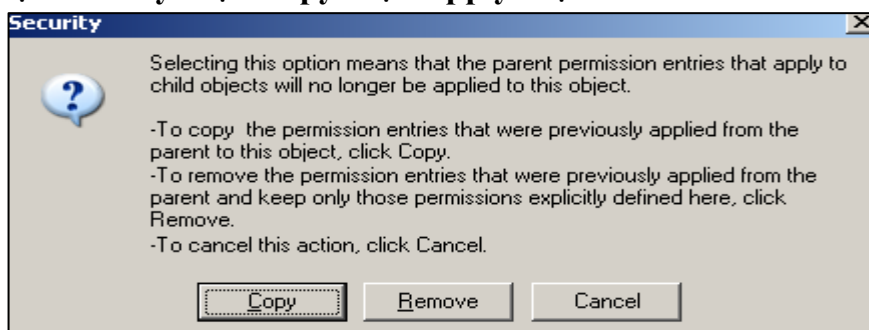 Security
Selecting this option means that the parent permission entries that apply to
child objects will no longer be applied to this object.
-To copy the permission entries that were previously applied from the
parent to this object, click Copy.
-To remove the permission entries that were previously applied from the
parent and keep only those permissions explicitly defined here, click
Remove.
-To cancel this action, click Cancel.
Copy
Remove
Cancel